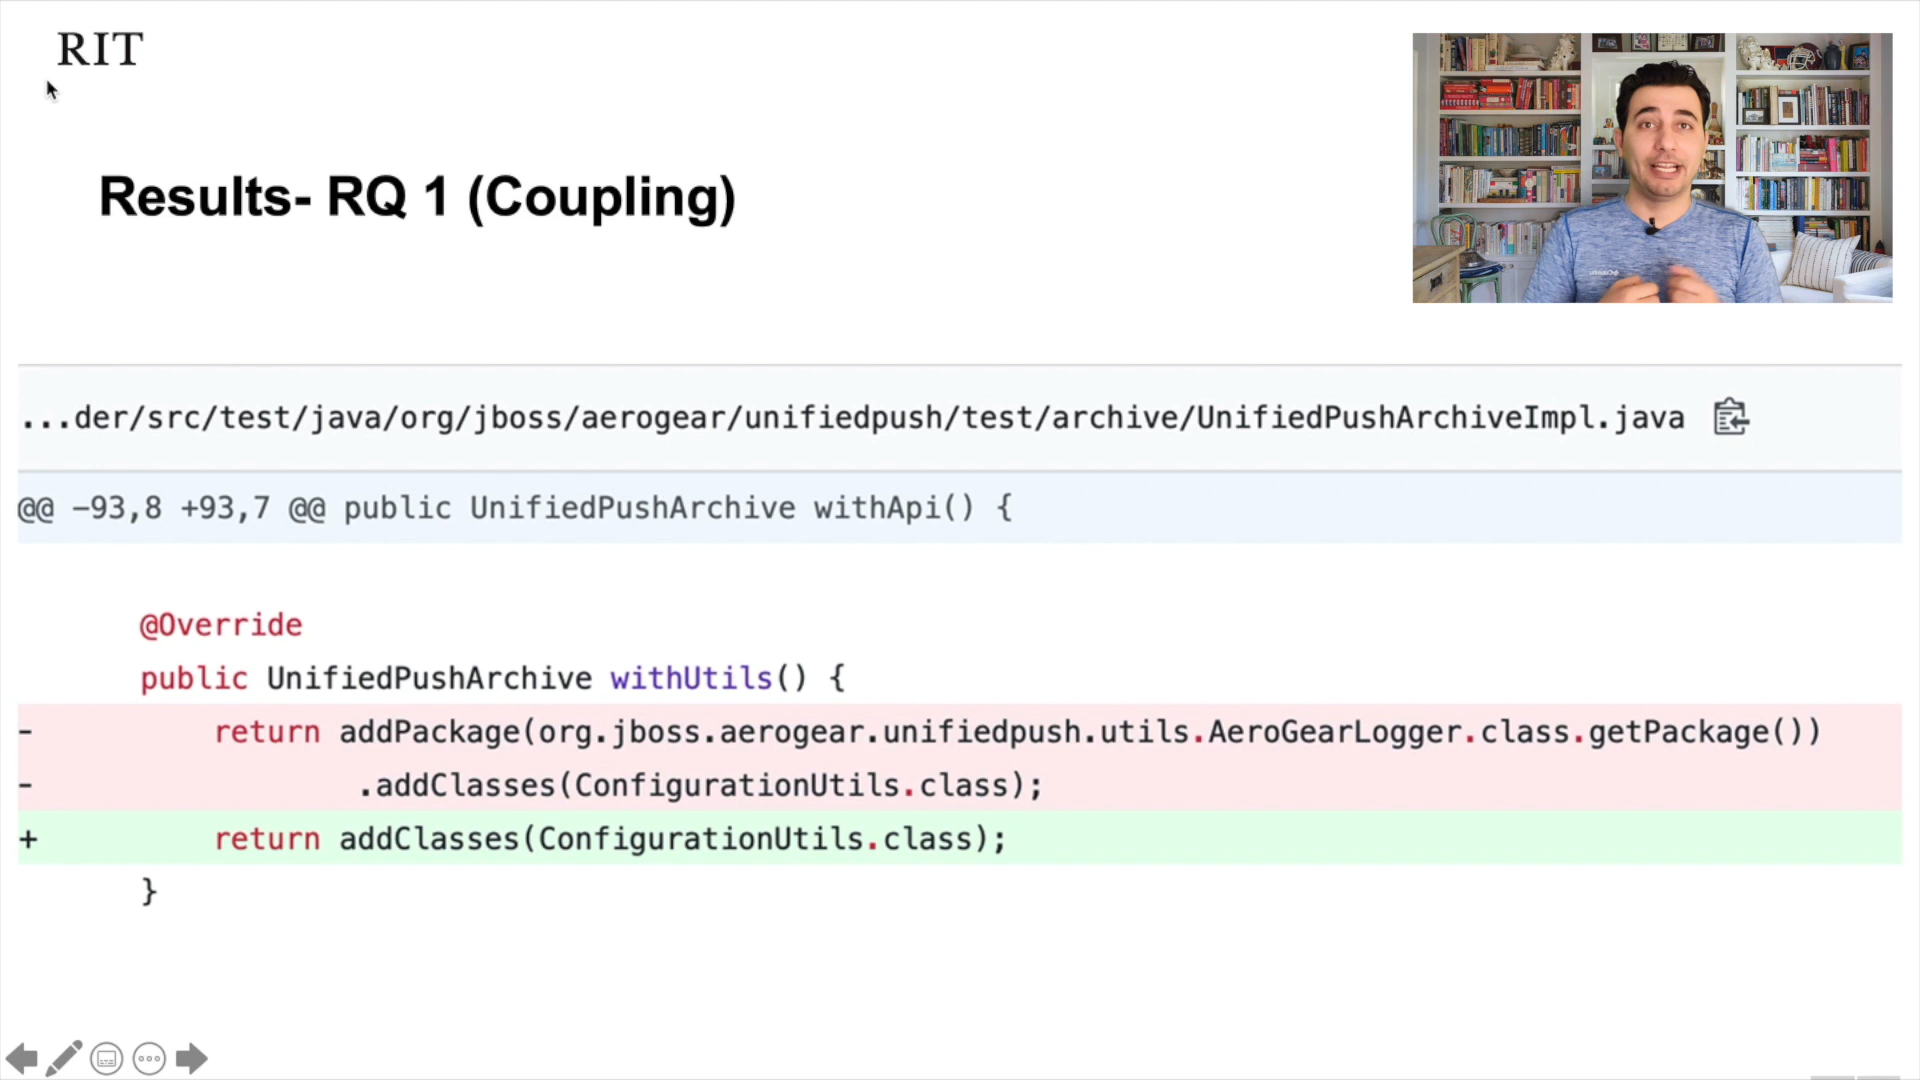 RIT
Results- RQ 1 (Coupling)
...der/src/test/java/org/jboss/aerogear/unifiedpush/test/archive/UnifiedPushArchiveImpl.java
@@ -93,8 +93,7 @@ public UnifiedPushArchive withApi() {
@Override
public UnifiedPushArchive withUtils() {
- return addPackage(org.jboss.aerogear.unifiedpush.utils.AeroGearLogger.class.getPackage())
- .addClasses(ConfigurationUtils.class);
+ return addClasses(ConfigurationUtils.class);
}